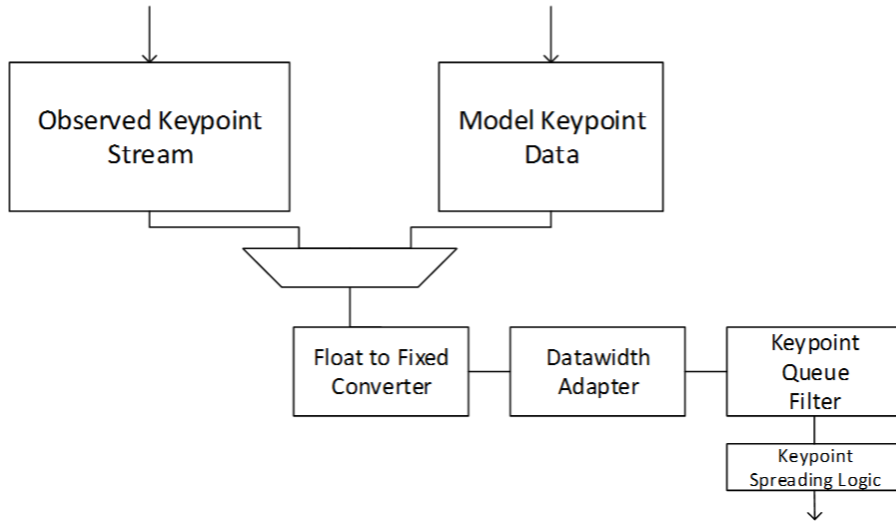 Observed Keypoint
Stream
Model Keypoint
Data
Float to Fixed
Converter
Datawidth
Adapter
Keypoint
Queue
Filter
Keypoint
Spreading Logic